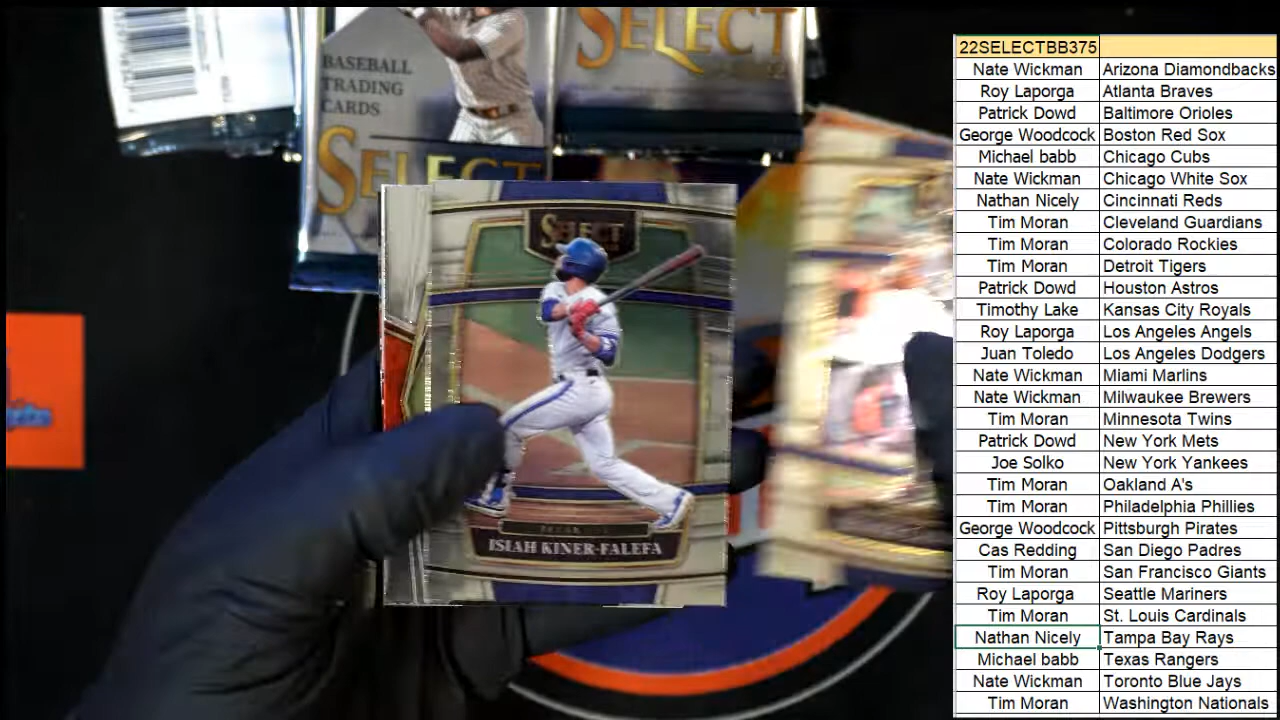 BASEBALL
TRADING
CARDS
SELECT
SELECT
SELECT
ISIAH KINER-FALEFA
22SELECTBB375
Nate Wickman Arizona Diamondbacks
Roy Laporga Atlanta Braves
Patrick Dowd Baltimore Orioles
George Woodcock Boston Red Sox
Michael babb Chicago Cubs
Nate Wickman Chicago White Sox
Nathan Nicely Cincinnati Reds
Tim Moran Cleveland Guardians
Tim Moran Colorado Rockies
Tim Moran Detroit Tigers
Patrick Dowd Houston Astros
Timothy Lake Kansas City Royals
Roy Laporga Los Angeles Angels
Juan Toledo Los Angeles Dodgers
Nate Wickman Miami Marlins
Nate Wickman Milwaukee Brewers
Tim Moran Minnesota Twins
Patrick Dowd New York Mets
Joe Solko New York Yankees
Tim Moran Oakland A's
Tim Moran Philadelphia Phillies
George Woodcock Pittsburgh Pirates
Cas Redding San Diego Padres
Tim Moran San Francisco Giants
Roy Laporga Seattle Mariners
Tim Moran St. Louis Cardinals
Nathan Nicely Tampa Bay Rays
Michael babb Texas Rangers
Nate Wickman Toronto Blue Jays
Tim Moran Washington Nationals